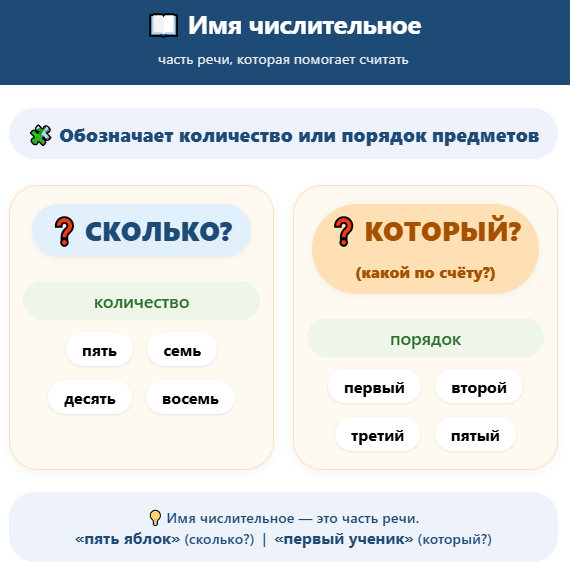 Имя числительное
часть речи, которая помогает считать
Обозначает количество или порядок предметов
СКОЛЬКО?
количество
пять семь
десять восемь
КОТОРЫЙ?
(какой по счёту?)
порядок
первый второй
третий пятый
Имя числительное — это часть речи.
«пять яблок» (сколько?) | «первый ученик» (который?)